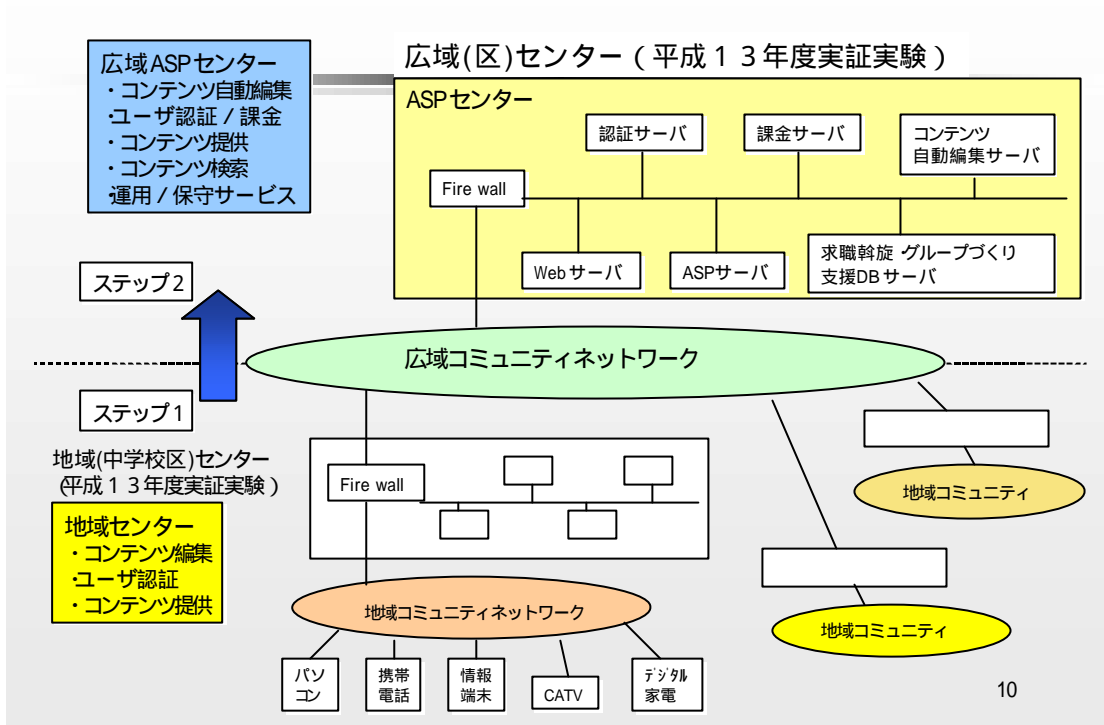 広域ASPセンター
・コンテンツ自動編集
・ユーザ認証/課金
・コンテンツ提供
・コンテンツ検索
・運用/保守サービス
広域(区)センター(平成13年度実証実験)
ASPセンター
認証サーバ
課金サーバ
コンテンツ
自動編集サーバ
Fire wall
Webサーバ
ASPサーバ
求職斡旋・グループづくり
支援DBサーバ
ステップ2
広域コミュニティネットワーク
ステップ1
地域(中学校区)センター
(平成13年度実証実験)
地域センター
・コンテンツ編集
・ユーザ認証
・コンテンツ提供
Fire wall
地域コミュニティ
地域コミュニティネットワーク
地域コミュニティ
パソ
コン
携帯
電話
情報
端末
CATV
デジタル
家電
10